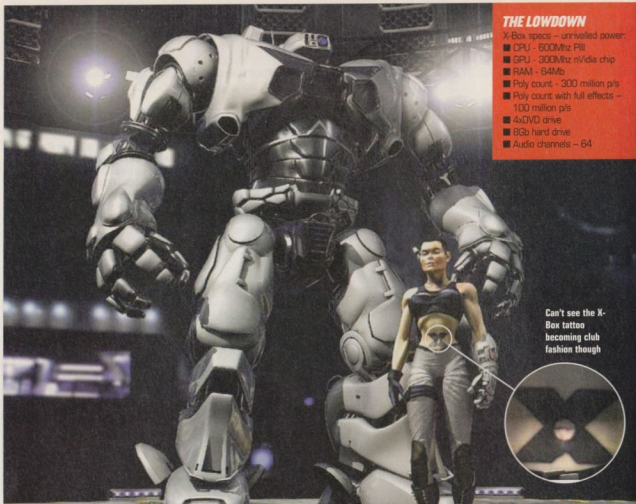 THE LOWDOWN
X-Box specs – unrivelled power:
■ CPU - 600Mhz PIII
■ GPU - 300Mhz nVidia chip
■ RAM - 64Mb
■ Poly count - 300 million p/s
■ Poly count with full effects –
100 million p/s
■ 4xDVD drive
■ 8Gb hard drive
■ Audio channels – 64
Can't see the X-
Box tattoo
becoming club
fashion though